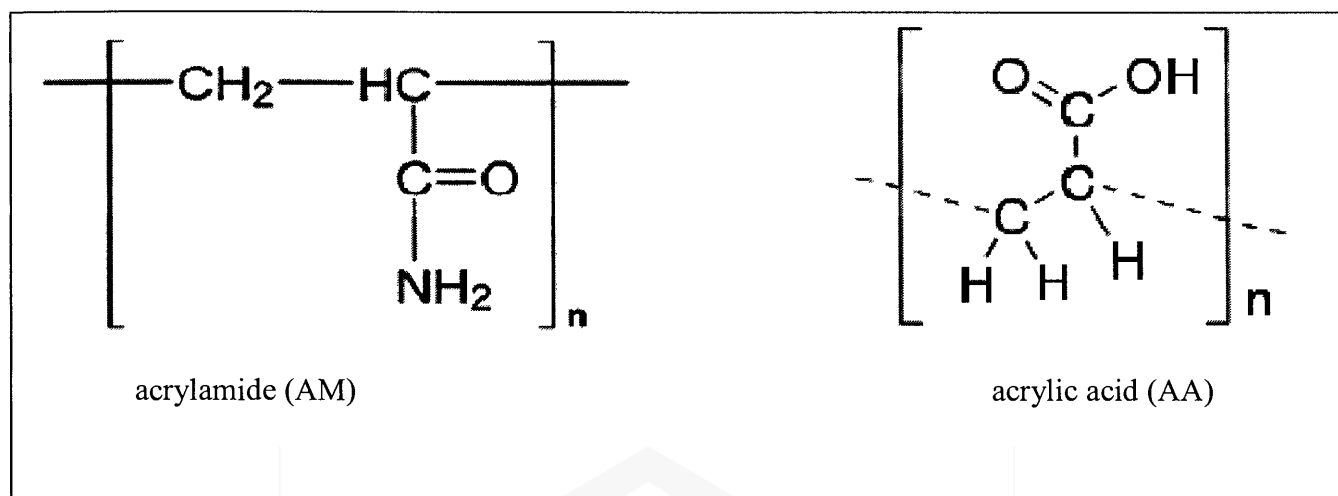 CH2 HC
C=O
NH2
n
O OH
C
C
C
H H H
n
acrylamide (AM) acrylic acid (AA)